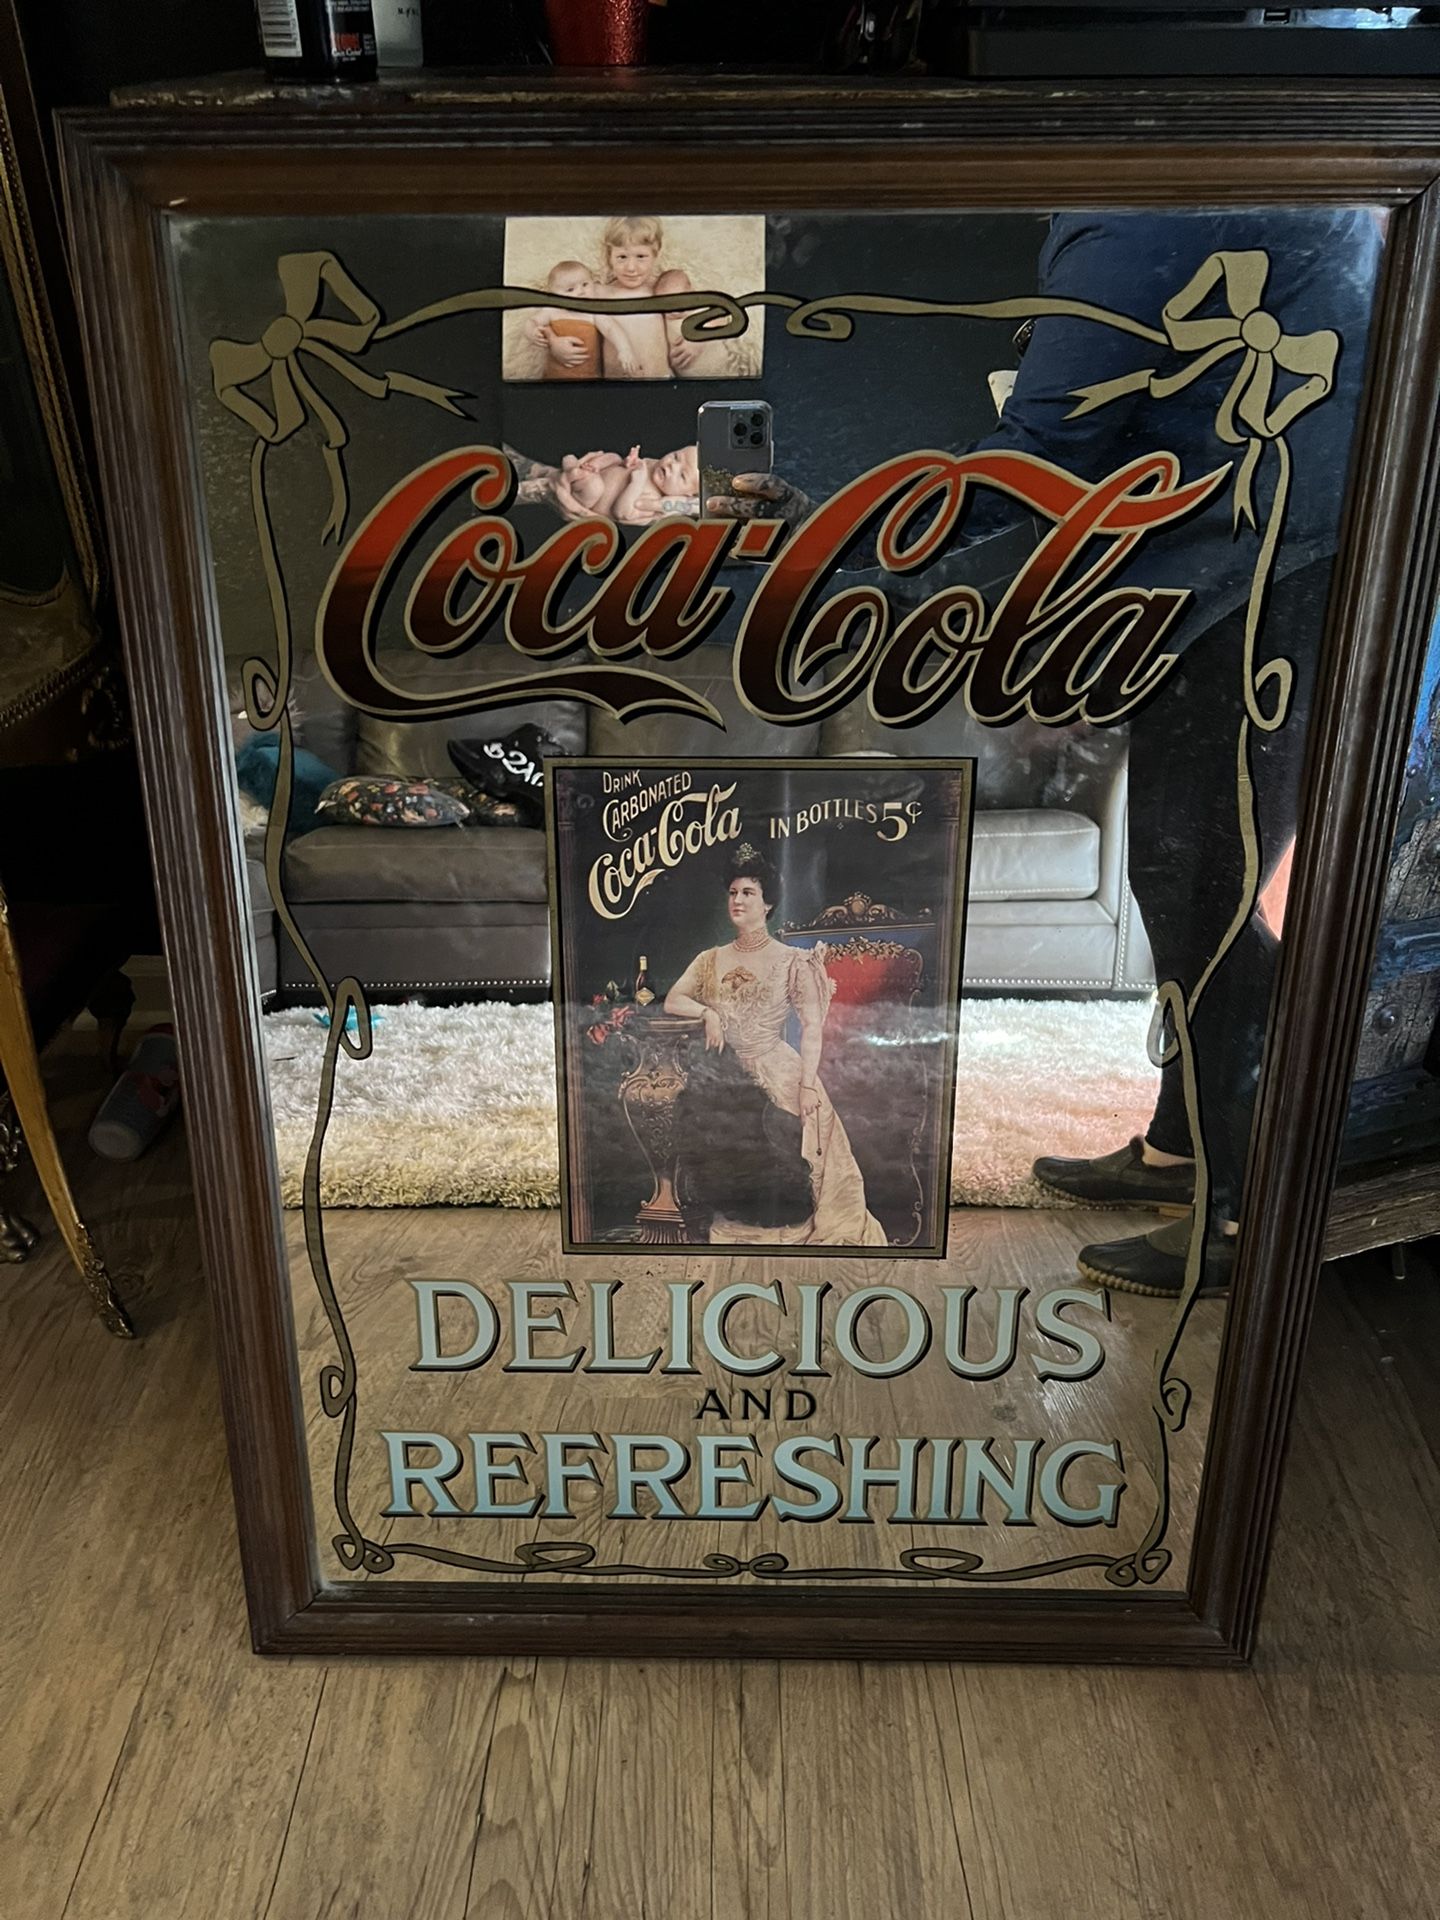 Coca-Cola
DRINK
CARBONATED
Coca-Cola
IN BOTTLES 5¢
DELICIOUS
AND
REFRESHING